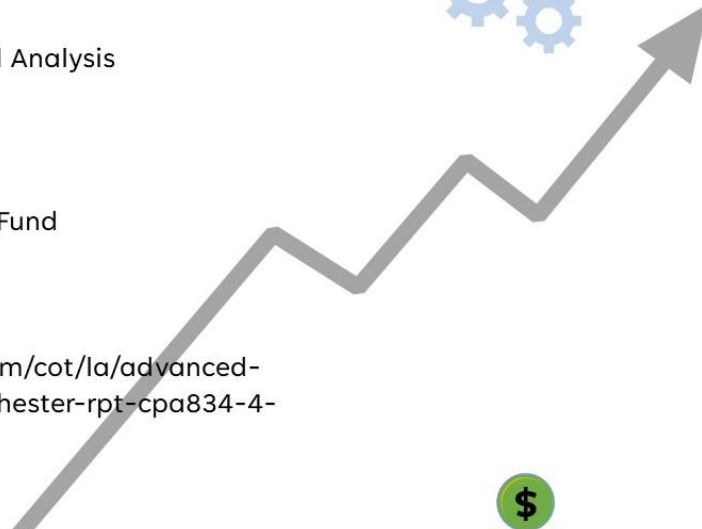 l Analysis
Fund
m/cot/la/advanced-
hester-rpt-cpa834-4-
$